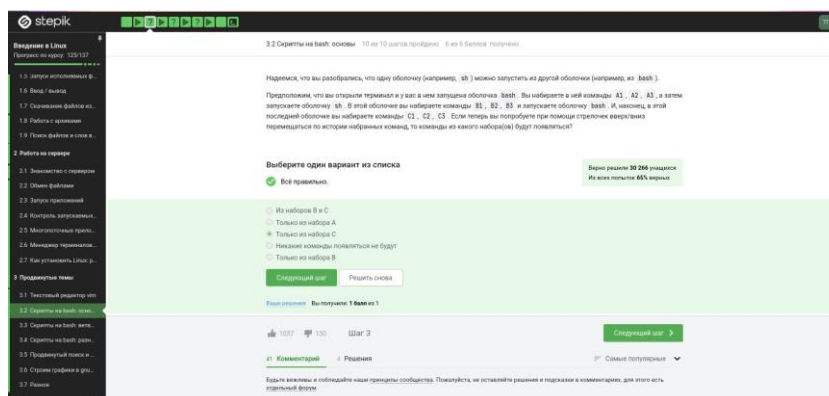 stepik
Введение в Linux
Прогресс по курсу: 125/137
1.5 Запуск исполняемых ф...
1.6 Ввод / вывод
1.7 Скачивание файлов из...
1.8 Работа с архивами
1.9 Поиск файлов и слов в...
2 Работа на сервере
2.1 Знакомство с сервером
2.2 Обмен файлами
2.3 Запуск приложений
2.4 Контроль запускаемых...
2.5 Многопоточные прило...
2.6 Менеджер терминалов...
2.7 Как установить Linux: р...
3 Продвинутые темы
3.1 Текстовый редактор vim
3.2 Скрипты на bash: осно...
3.3 Скрипты на bash: ветв...
3.4 Скрипты на bash: разн...
3.5 Продвинутый поиск и ...
3.6 Строим графики в gnu...
3.7 Разное
3.2 Скрипты на bash: основы 10 из 10 шагов пройдено 6 из 6 баллов получено
Надеемся, что вы разобрались, что одну оболочку (например, sh ) можно запустить из другой оболочки (например, из bash ).
Предположим, что вы открыли терминал и у вас в нем запущена оболочка bash . Вы набираете в ней команды A1, A2, A3 , а затем
запускаете оболочку sh . В этой оболочке вы набираете команды B1, B2, B3 и запускаете оболочку bash . И, наконец, в этой
последней оболочке вы набираете команды C1, C2, C3 . Если теперь вы попробуете при помощи стрелочек вверх/вниз
перемещаться по истории набранных команд, то команды из какого набора(ов) будут появляться?
Выберите один вариант из списка
Всё правильно.
Верно решили 30 266 учащихся
Из всех попыток 65% верных
Из наборов B и C
Только из набора A
Только из набора C
Никакие команды появляться не будут
Только из набора B
Следующий шаг Решить снова
Ваши решения Вы получили: 1 балл из 1
1037 130 Шаг 3 Следующий шаг
Комментарий Решения Самые популярные
Будьте вежливы и соблюдайте наши принципы сообщества. Пожалуйста, не оставляйте решения и подсказки в комментариях, для этого есть
отдельный форум.